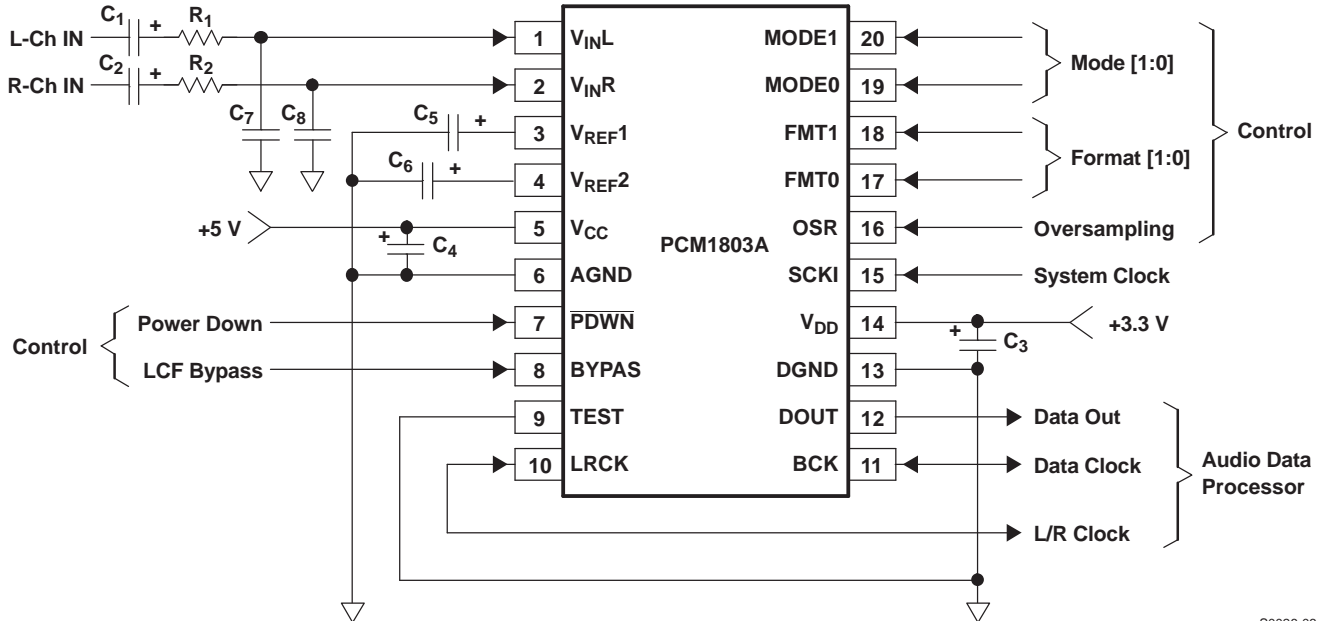 C1 + R1
L-Ch IN
C2 + R2
R-Ch IN
C7 C8
C5 +
C6 +
+5 V
+ C4
Control
Power Down
LCF Bypass
1 VINL
2 VINR
3 VREF1
4 VREF2
5 VCC
6 AGND
7 PDWN
8 BYPAS
9 TEST
10 LRCK
PCM1803A
MODE1 20
MODE0 19
FMT1 18
FMT0 17
OSR 16
SCKI 15
VDD 14
DGND 13
DOUT 12
BCK 11
Mode [1:0]
Format [1:0]
Control
Oversampling
System Clock
+ C3
+3.3 V
Data Out
Data Clock
L/R Clock
Audio Data
Processor